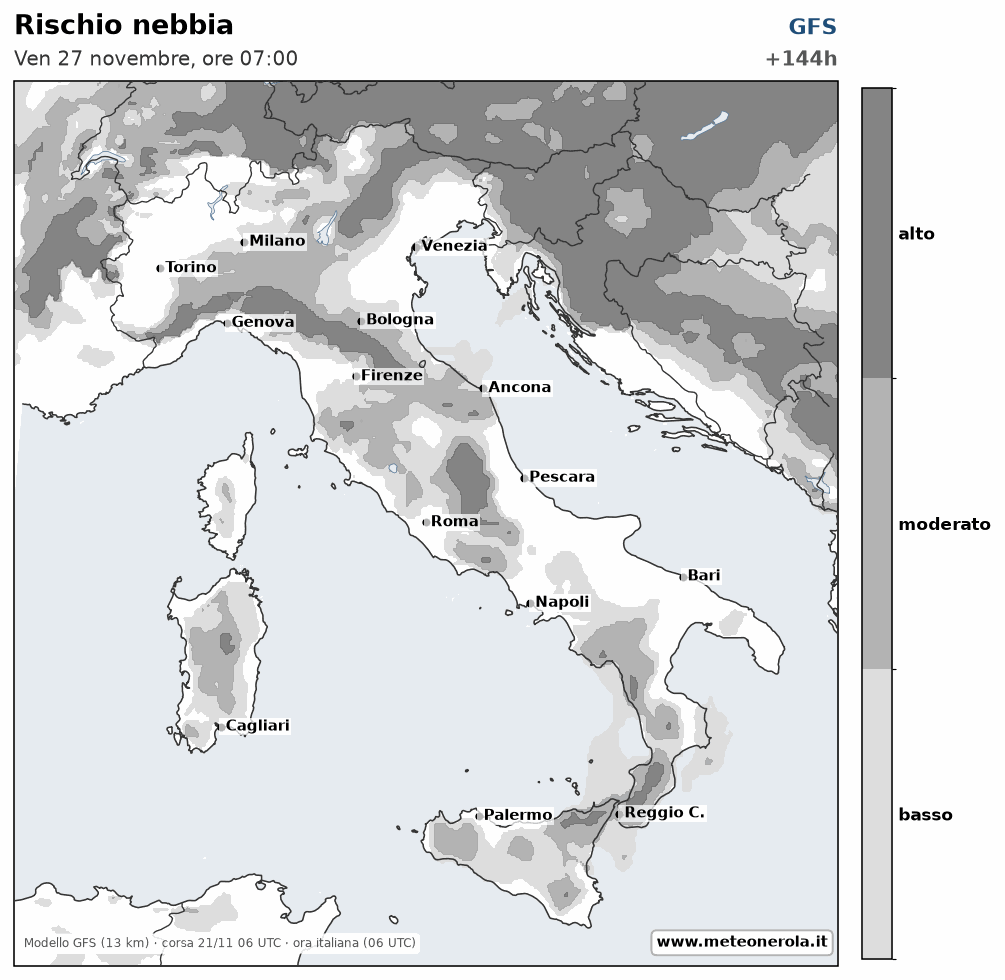 Rischio nebbia
GFS
Ven 27 novembre, ore 07:00
+144h
alto
moderato
basso
Milano
Venezia
Torino
Genova
Bologna
Firenze
Ancona
Pescara
Roma
Bari
Napoli
Cagliari
Palermo
Reggio C.
Modello GFS (13 km) · corsa 21/11 06 UTC · ora italiana (06 UTC)
www.meteonerola.it